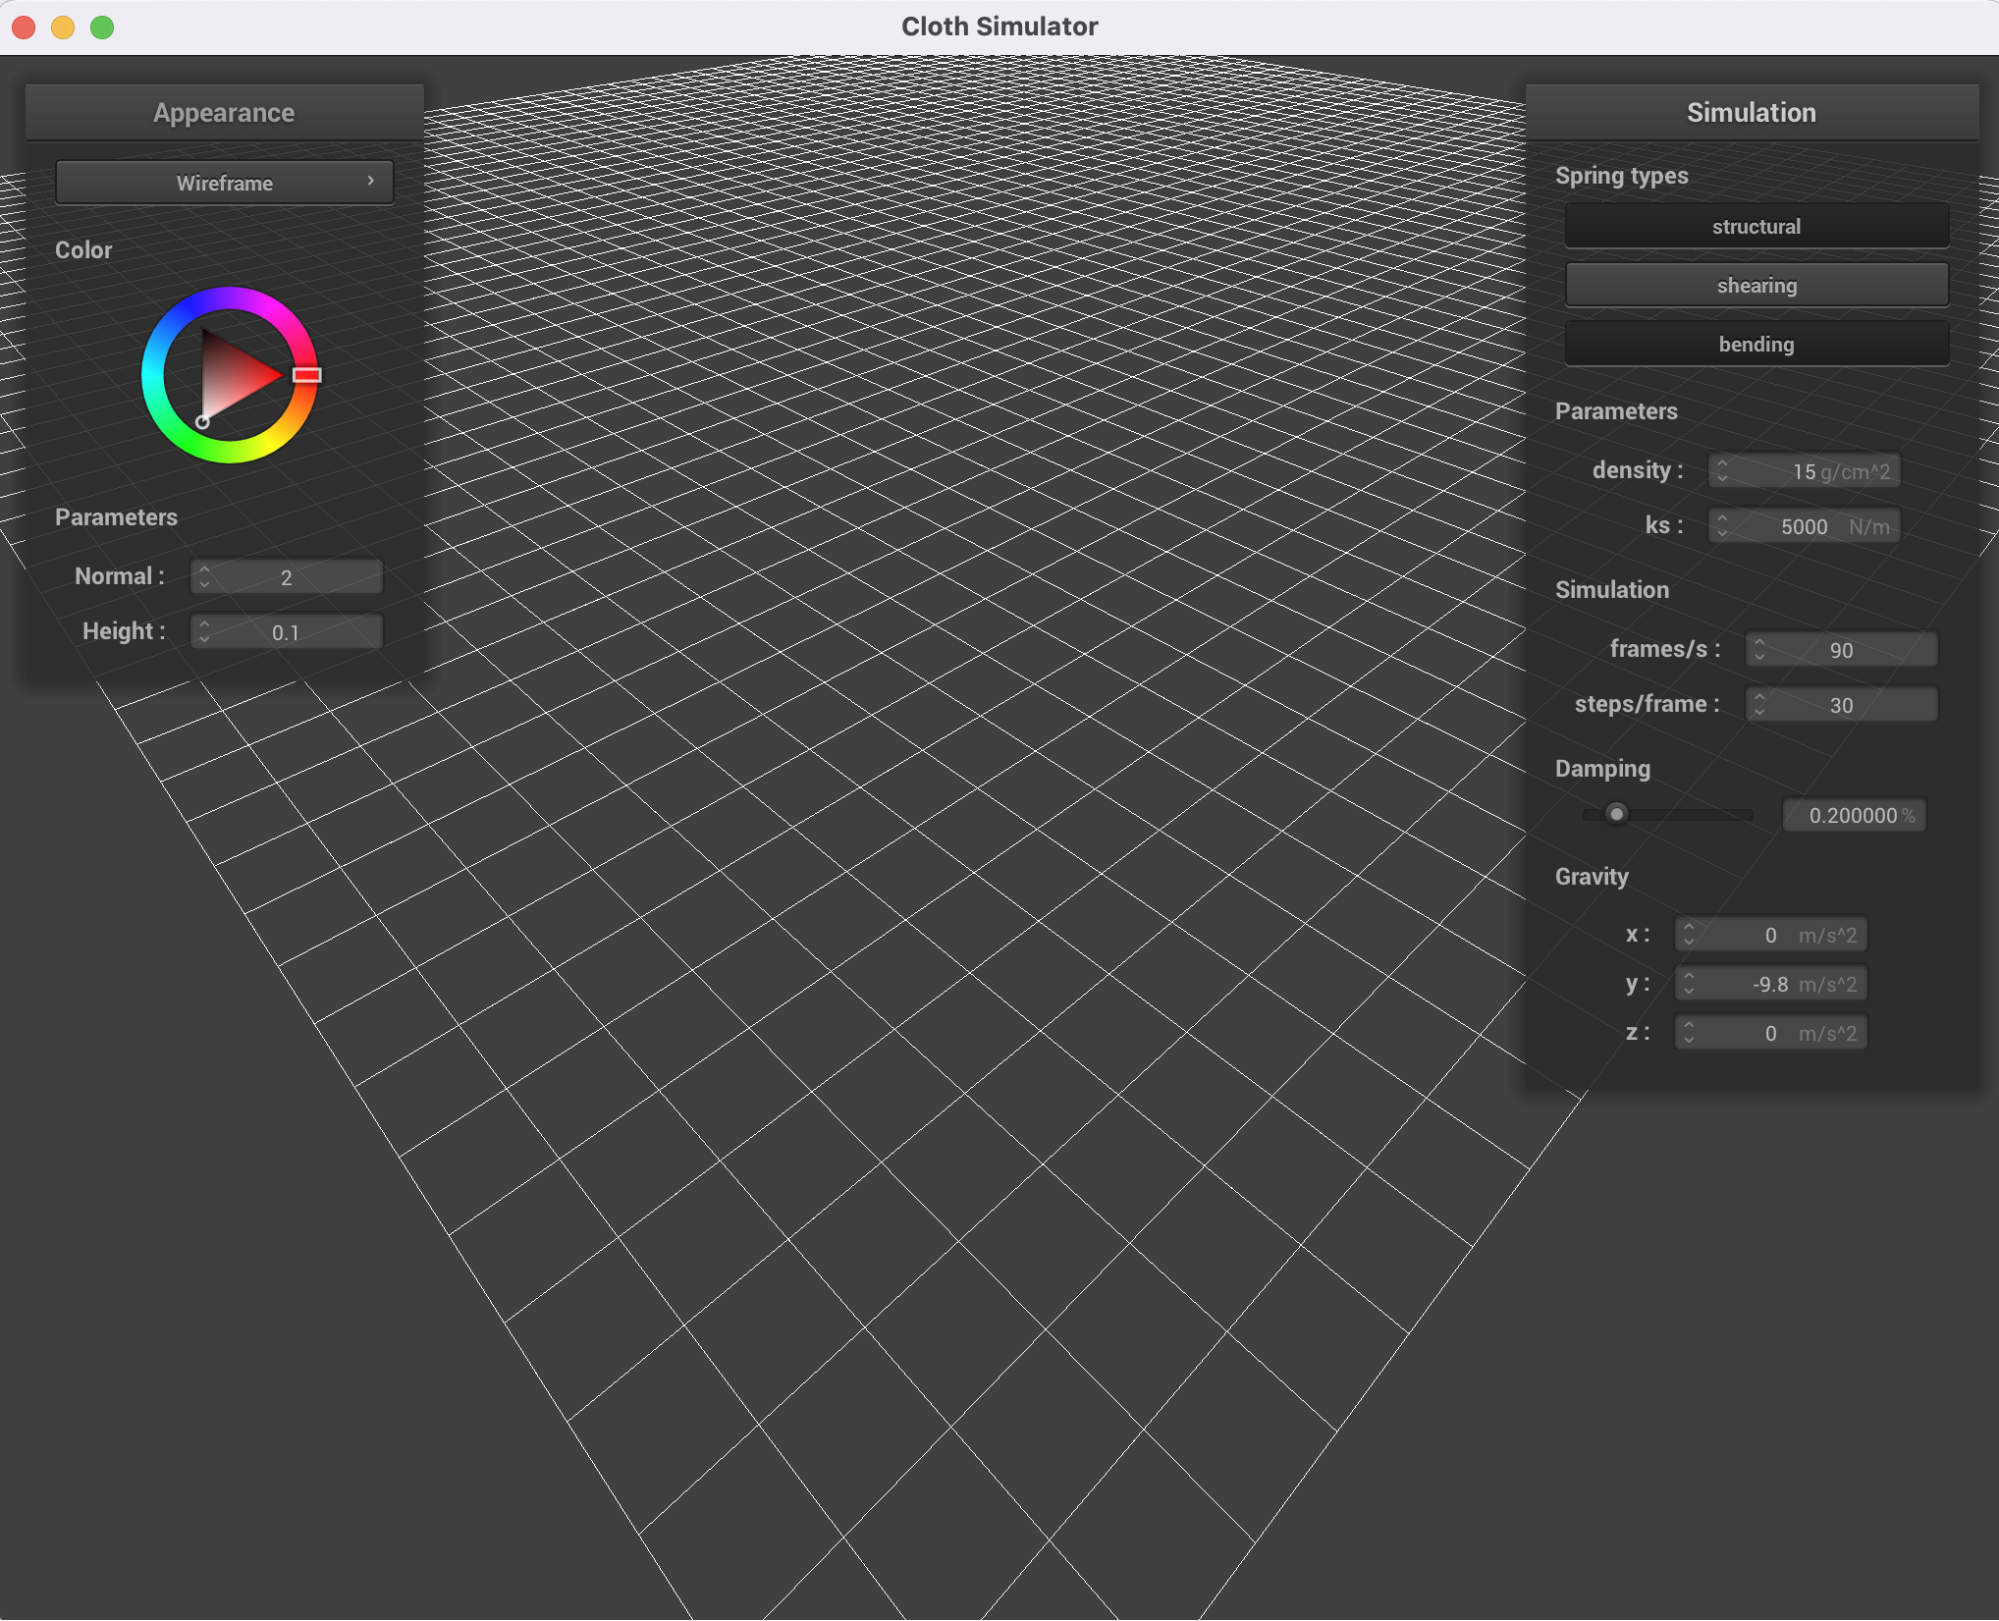 Cloth Simulator
Appearance
Wireframe
Color
Parameters
Normal : 2
Height : 0.1
Simulation
Spring types
structural
shearing
bending
Parameters
density : 15 g/cm^2
ks : 5000 N/m
Simulation
frames/s : 90
steps/frame : 30
Damping
0.200000 %
Gravity
x : 0 m/s^2
y : -9.8 m/s^2
z : 0 m/s^2